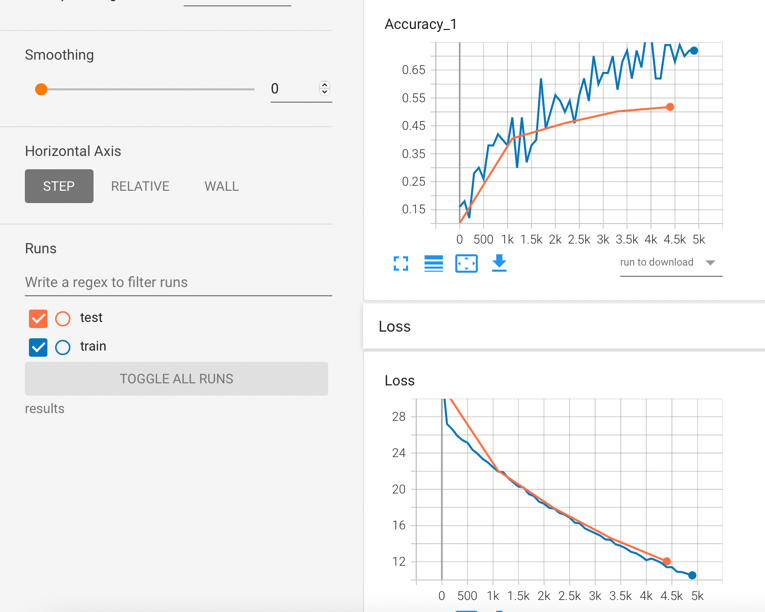 Smoothing
0
Horizontal Axis
STEP RELATIVE WALL
Runs
Write a regex to filter runs
test
train
TOGGLE ALL RUNS
results
Accuracy_1
0.65
0.55
0.45
0.35
0.25
0.15
0 500 1k 1.5k 2k 2.5k 3k 3.5k 4k 4.5k 5k
run to download
Loss
Loss
28
24
20
16
12
0 500 1k 1.5k 2k 2.5k 3k 3.5k 4k 4.5k 5k